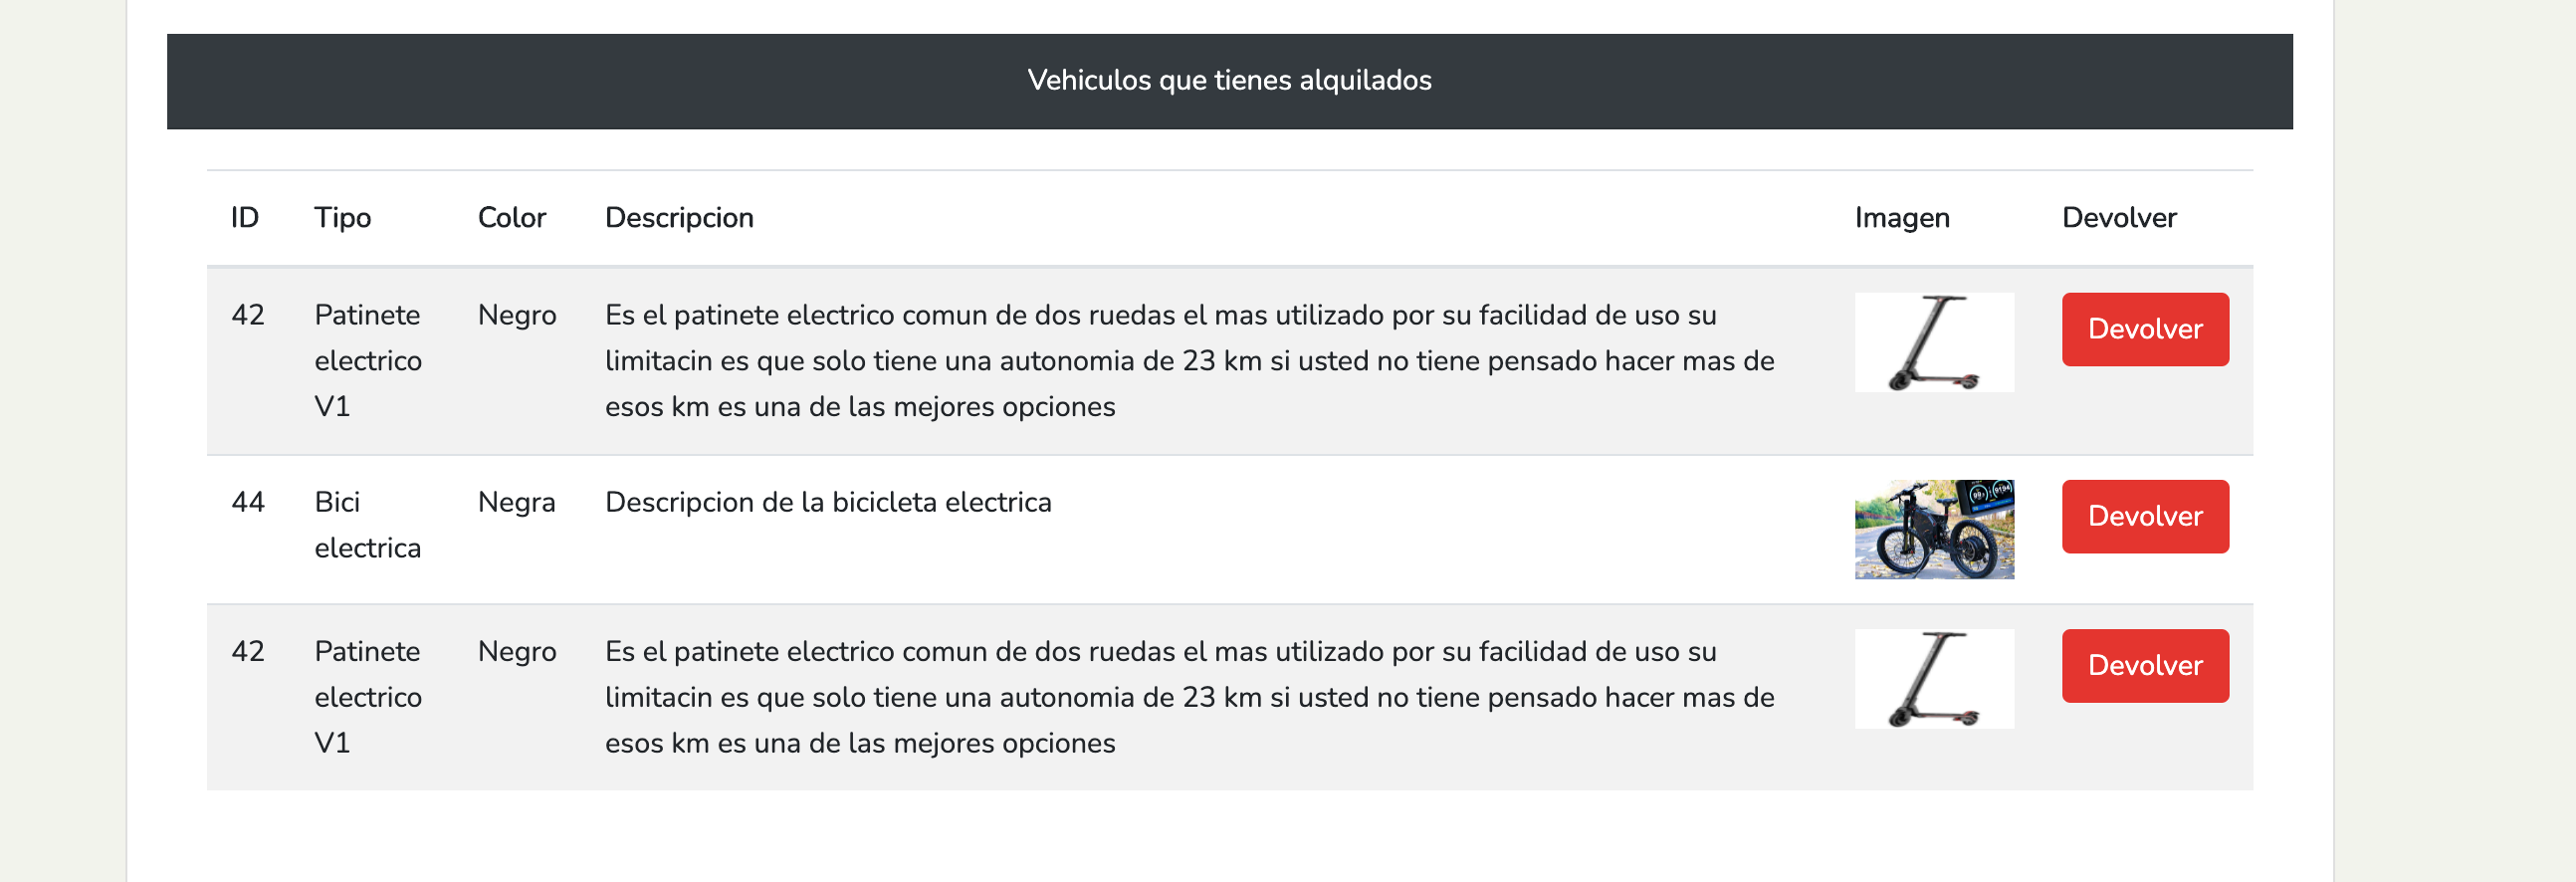 Vehiculos que tienes alquilados
ID Tipo Color Descripcion Imagen Devolver
42 Patinete electrico V1 Negro Es el patinete electrico comun de dos ruedas el mas utilizado por su facilidad de uso su
limitacin es que solo tiene una autonomia de 23 km si usted no tiene pensado hacer mas de
esos km es una de las mejores opciones
Devolver
44 Bici electrica Negra Descripcion de la bicicleta electrica
Devolver
42 Patinete electrico V1 Negro Es el patinete electrico comun de dos ruedas el mas utilizado por su facilidad de uso su
limitacin es que solo tiene una autonomia de 23 km si usted no tiene pensado hacer mas de
esos km es una de las mejores opciones
Devolver